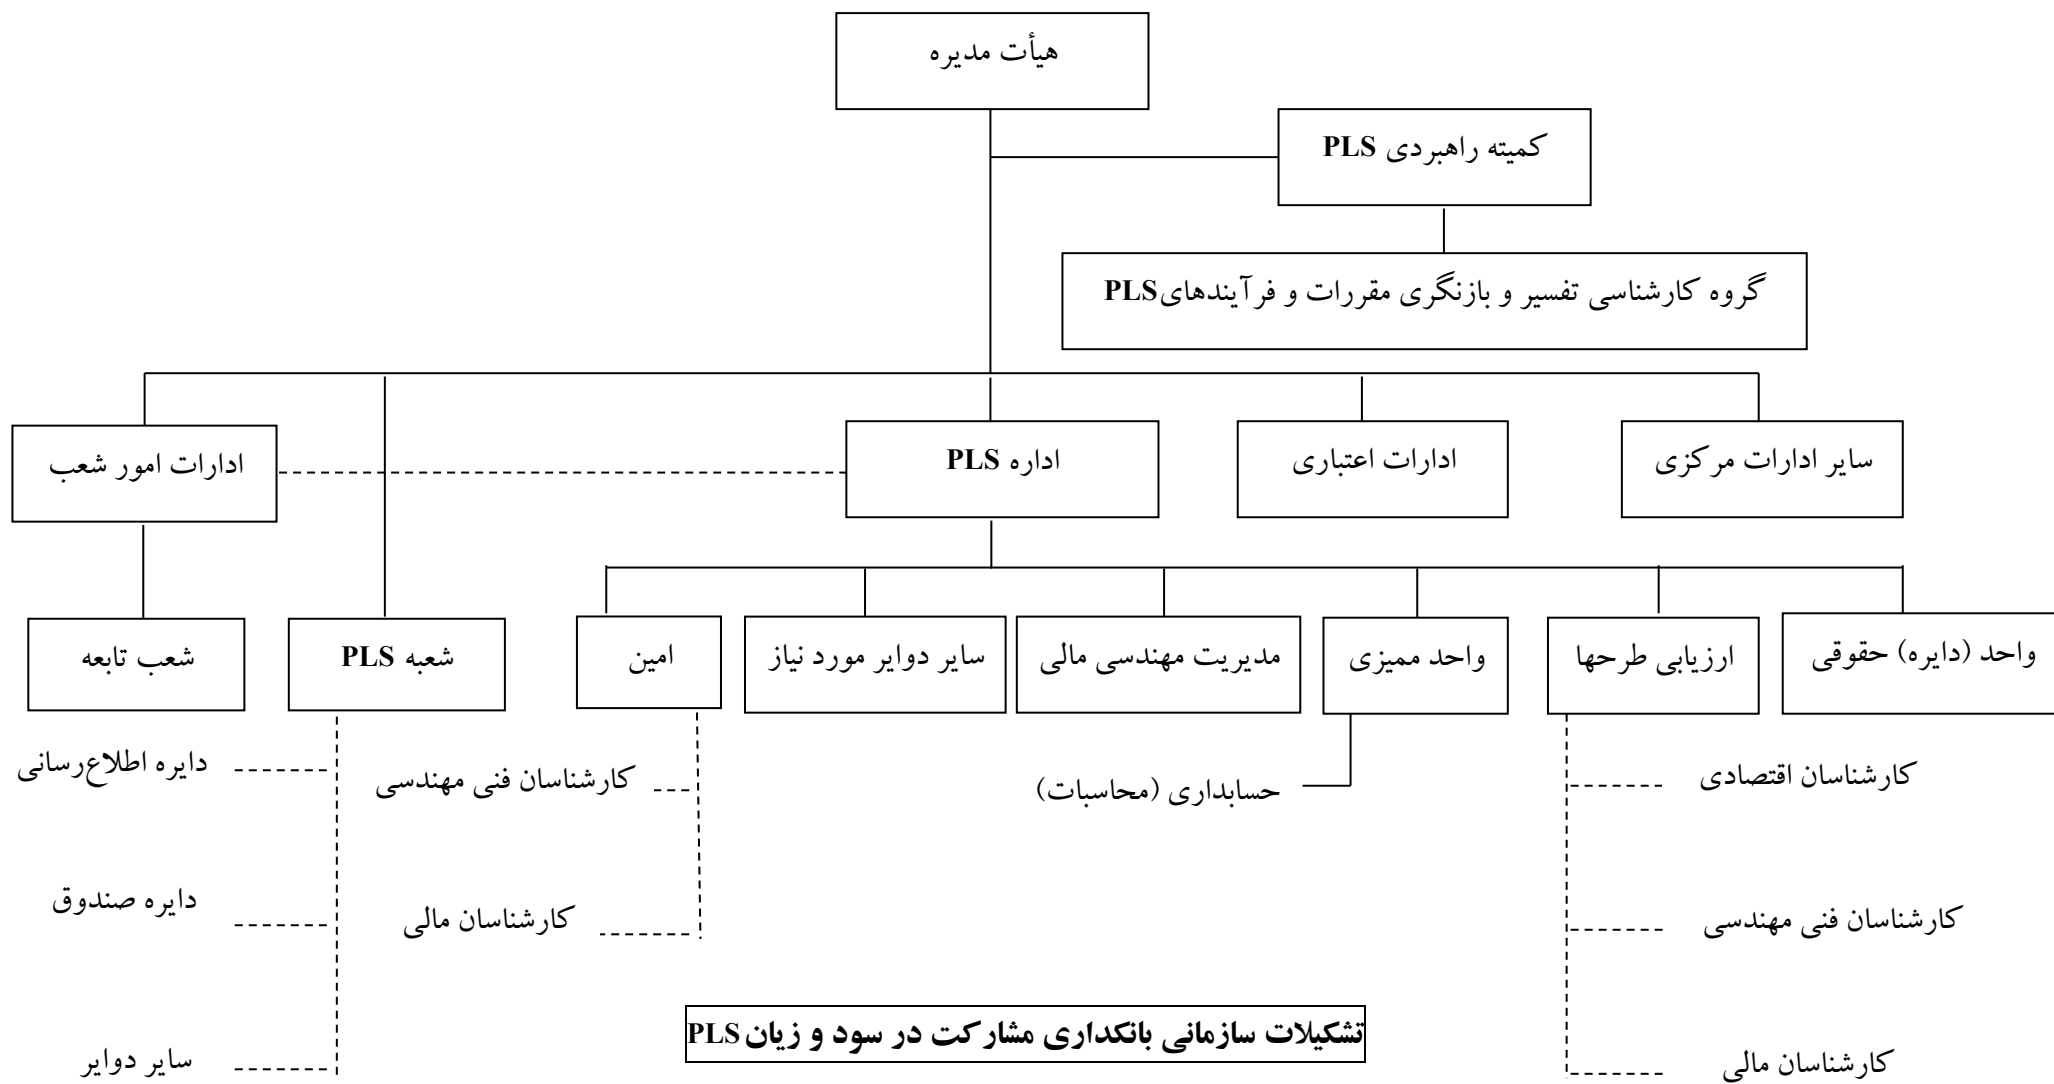 هیأت مدیره
کمیته راهبردی PLS
گروه کارشناسی تفسیر و بازنگری مقررات و فرآیندهایPLS
سایر ادارات مرکزی
ادارات اعتباری
اداره PLS
ادارات امور شعب
واحد (دایره) حقوقی
ارزیابی طرحها
واحد ممیزی
مدیریت مهندسی مالی
سایر دوایر مورد نیاز
امین
شعبه PLS
شعب تابعه
کارشناسان اقتصادی
حسابداری (محاسبات)
کارشناسان فنی مهندسی
دایره اطلاع‌رسانی
کارشناسان فنی مهندسی
کارشناسان مالی
دایره صندوق
کارشناسان مالی
سایر دوایر
تشکیلات سازمانی بانکداری مشارکت در سود و زیان PLS